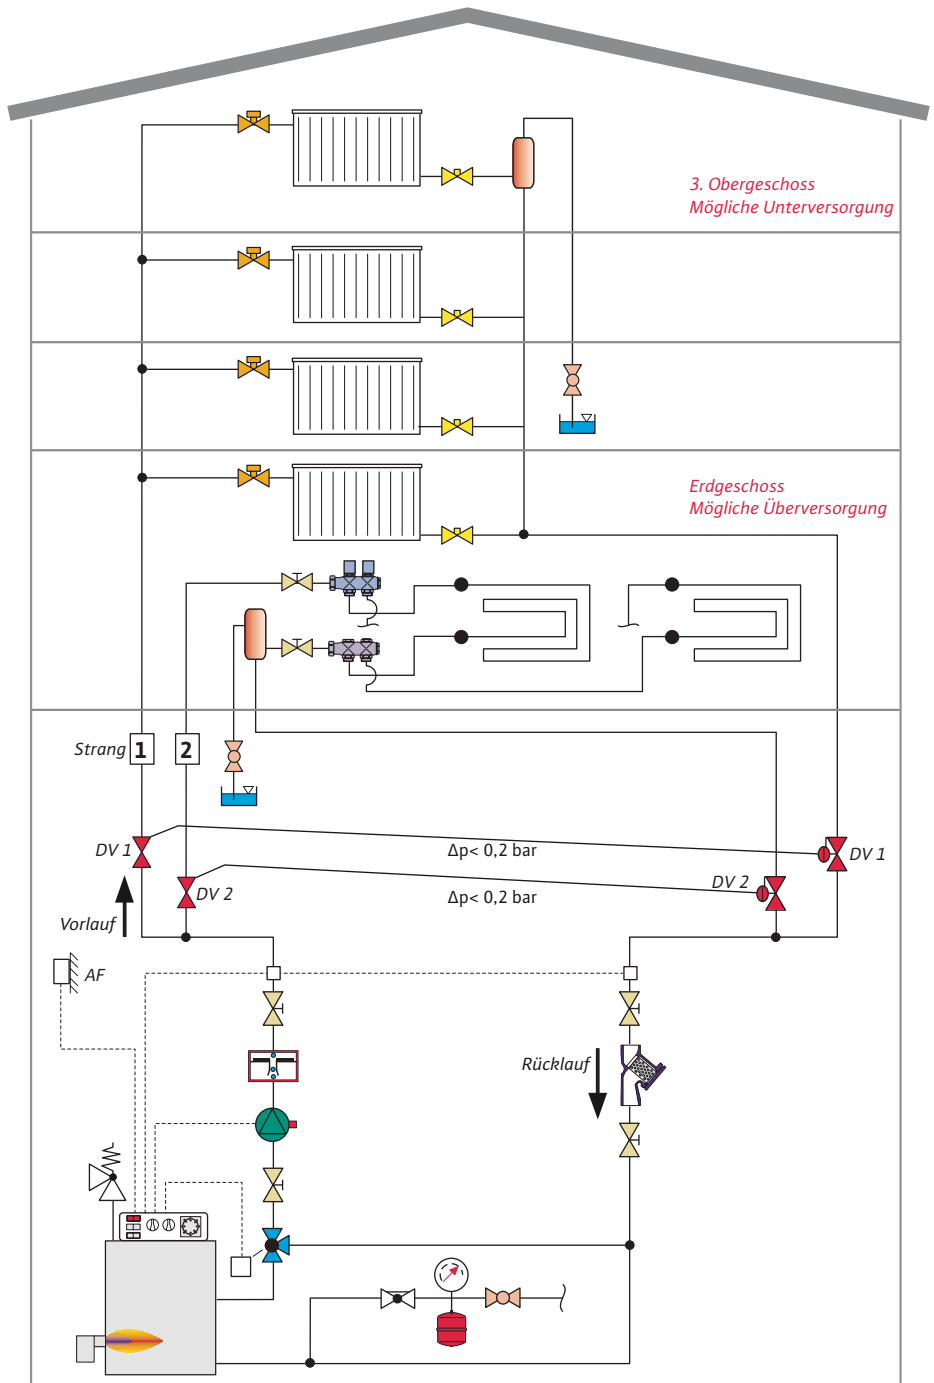 3. Obergeschoss
Mögliche Unterversorgung
Erdgeschoss
Mögliche Überversorgung
Strang 1 2
DV 1
Δp< 0,2 bar
DV 1
DV 2
Δp< 0,2 bar
DV 2
Vorlauf
AF
Rücklauf